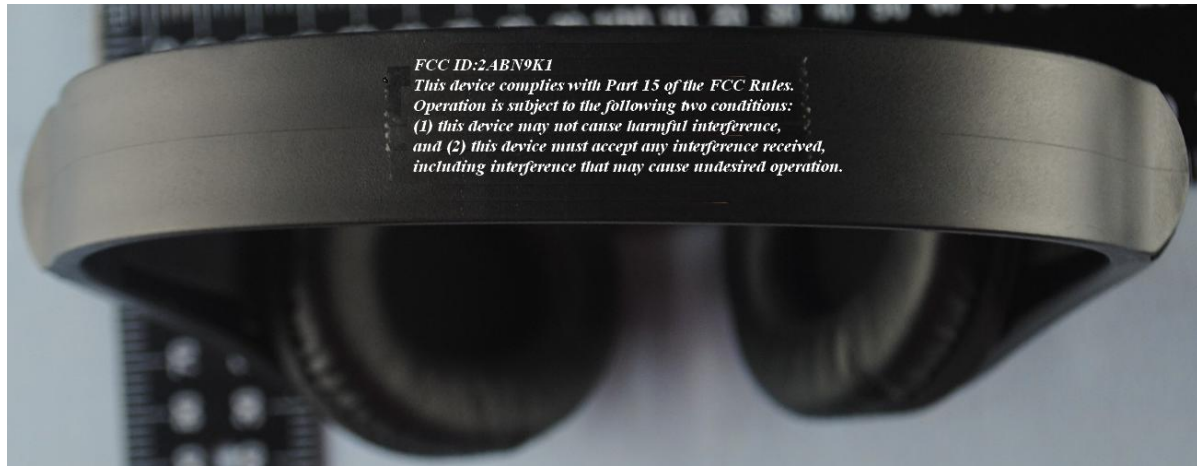 FCC ID:2ABN9K1
This device complies with Part 15 of the FCC Rules.
Operation is subject to the following two conditions:
(1) this device may not cause harmful interference,
and (2) this device must accept any interference received,
including interference that may cause undesired operation.